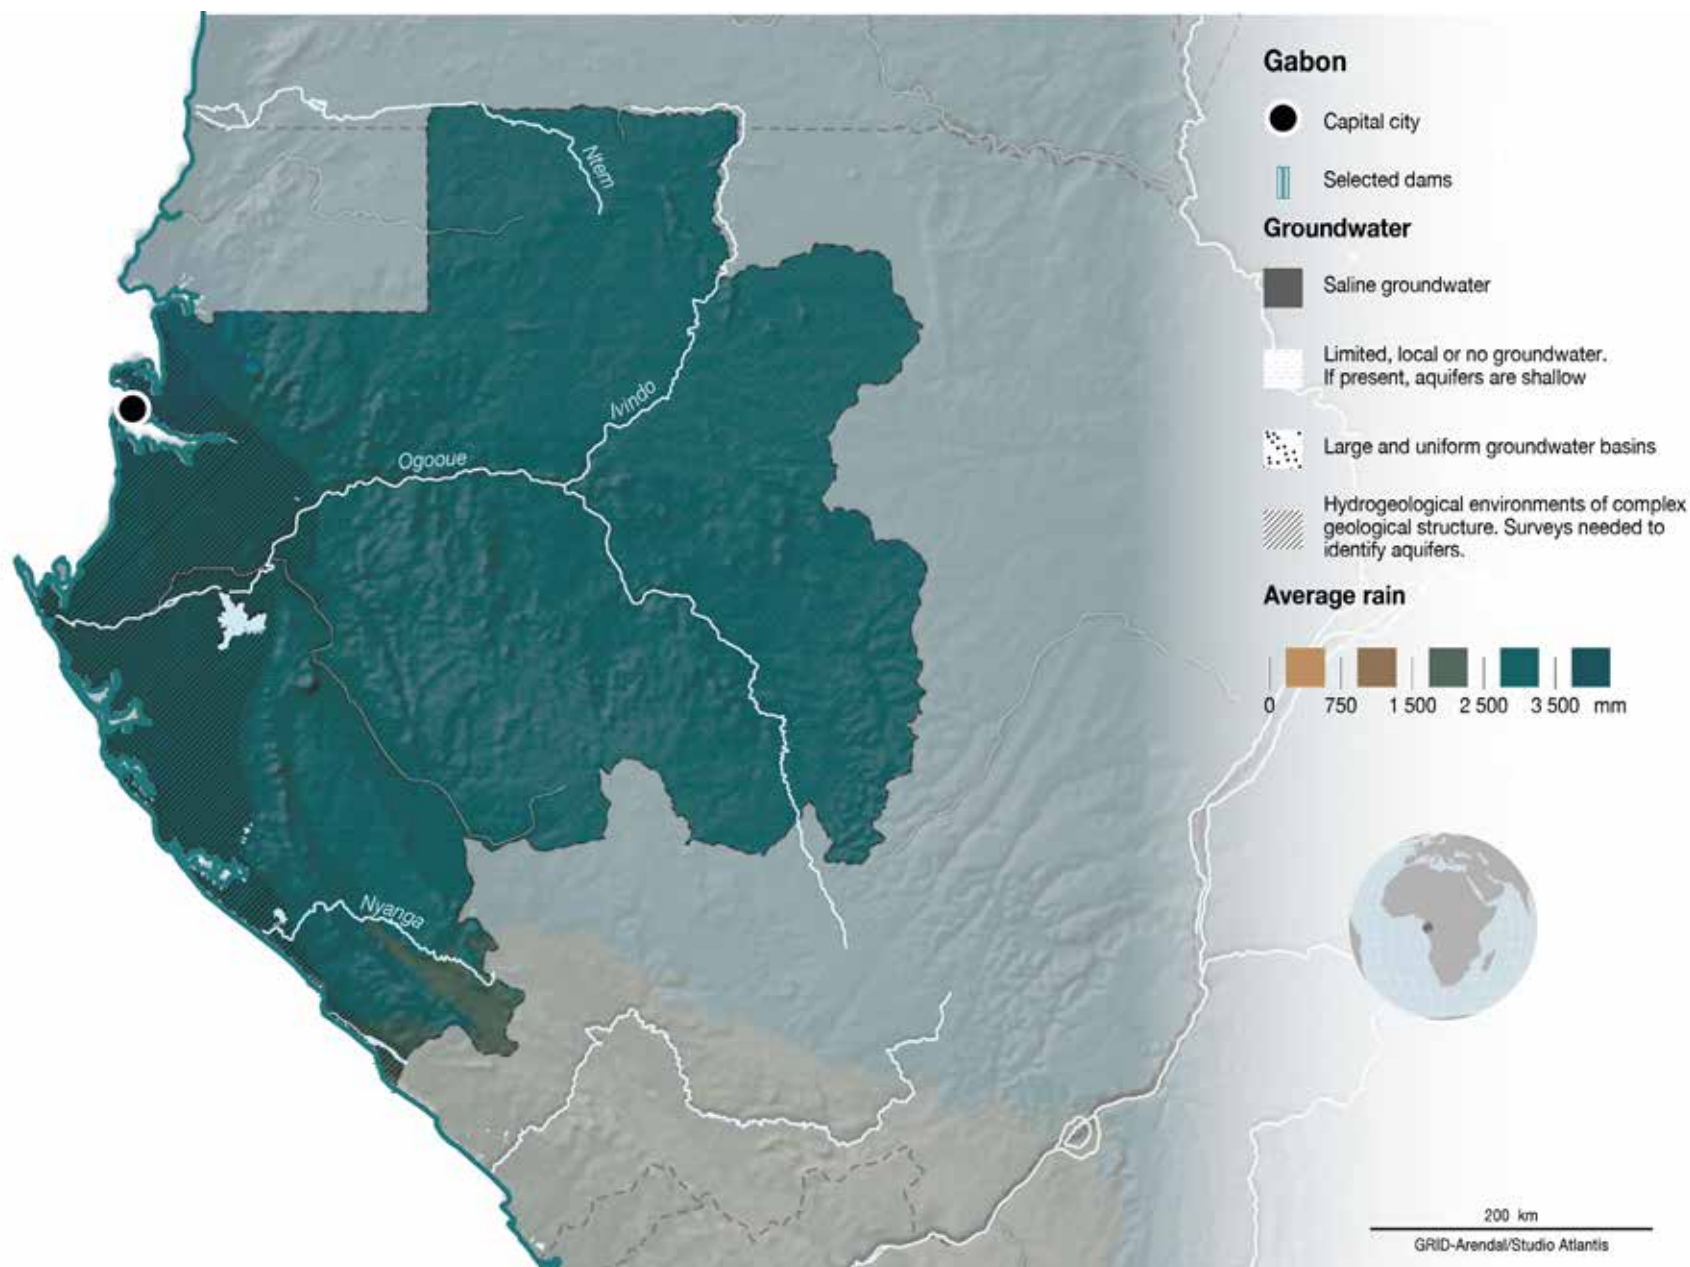 Gabon
Capital city
Selected dams
Groundwater
Saline groundwater
Limited, local or no groundwater.
If present, aquifers are shallow
Large and uniform groundwater basins
Hydrogeological environments of complex
geological structure. Surveys needed to
identify aquifers.
Average rain
0 750 1 500 2 500 3 500 mm
Ntem
Ivindo
Ogooue
Nyanga
200 km
GRID-Arendal/Studio Atlantis